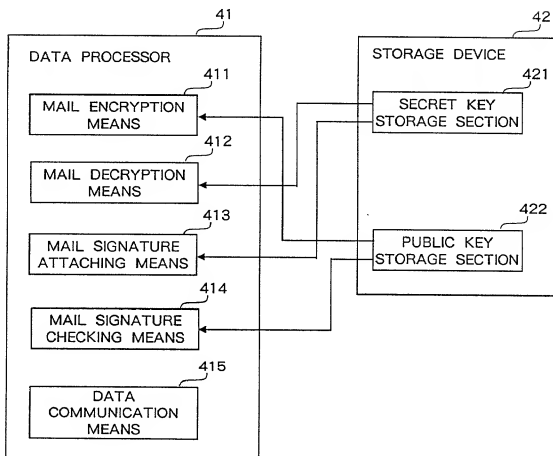 41
DATA PROCESSOR
411
MAIL ENCRYPTION
MEANS
412
MAIL DECRYPTION
MEANS
413
MAIL SIGNATURE
ATTACHING MEANS
414
MAIL SIGNATURE
CHECKING MEANS
415
DATA
COMMUNICATION
MEANS
42
STORAGE DEVICE
421
SECRET KEY
STORAGE SECTION
422
PUBLIC KEY
STORAGE SECTION